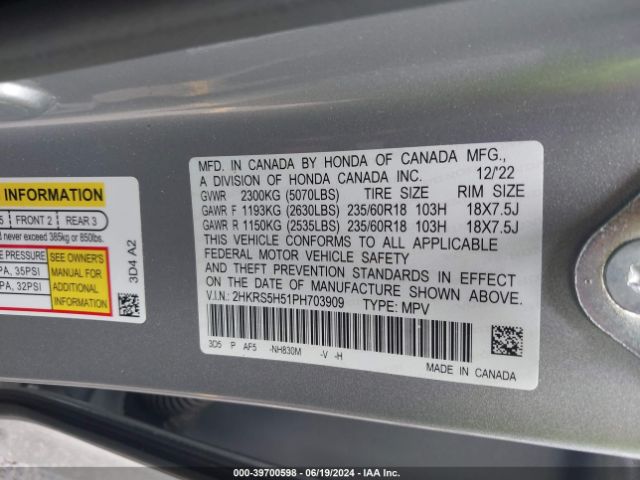 MFD. IN CANADA BY HONDA OF CANADA MFG.,
A DIVISION OF HONDA CANADA INC. 12/'22
GVWR 2300KG (5070LBS) TIRE SIZE RIM SIZE
GAWR F 1193KG (2630LBS) 235/60R18 103H 18X7.5J
GAWR R 1150KG (2535LBS) 235/60R18 103H 18X7.5J
THIS VEHICLE CONFORMS TO ALL APPLICABLE
FEDERAL MOTOR VEHICLE SAFETY
AND THEFT PREVENTION STANDARDS IN EFFECT
ON THE DATE OF MANUFACTURE SHOWN ABOVE.
V.I.N.: 2HKRS5H51PH703909 TYPE: MPV
3D5 P AF5 -NH830M -V -H
MADE IN CANADA
INFORMATION
5 FRONT 2 REAR 3
never exceed 385kg or 850lbs.
PRESSURE
PA, 35PSI
PA, 32PSI
SEE OWNER'S
MANUAL FOR
ADDITIONAL
INFORMATION
3D4 A2
000-39700598 - 06/19/2024 - IAA Inc.